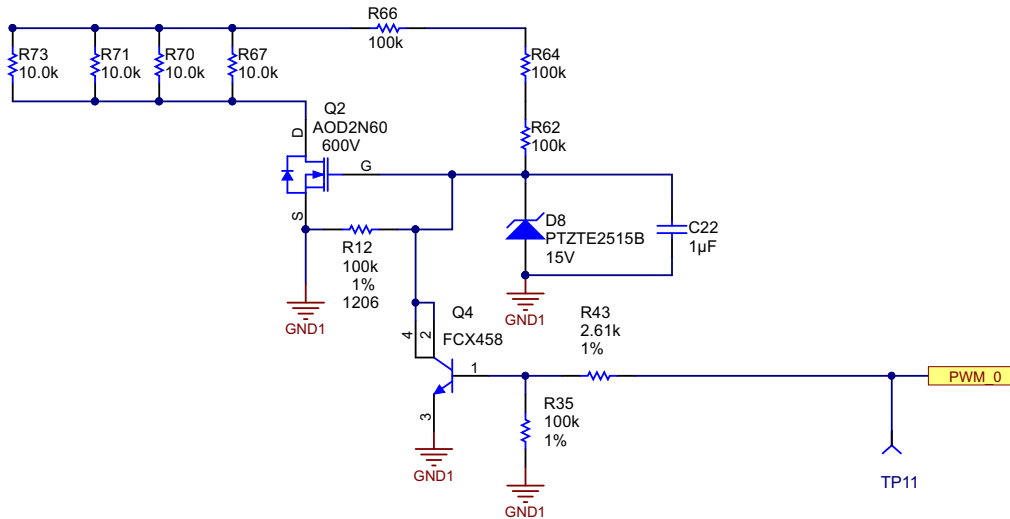 R66
100k
R73
10.0k
R71
10.0k
R70
10.0k
R67
10.0k
R64
100k
Q2
AOD2N60
600V
D
G
S
R62
100k
R12
100k
1%
1206
D8
PTZTE2515B
15V
C22
1µF
GND1
GND1
Q4
FCX458
4
2
1
3
R43
2.61k
1%
PWM_0
R35
100k
1%
GND1
GND1
TP11